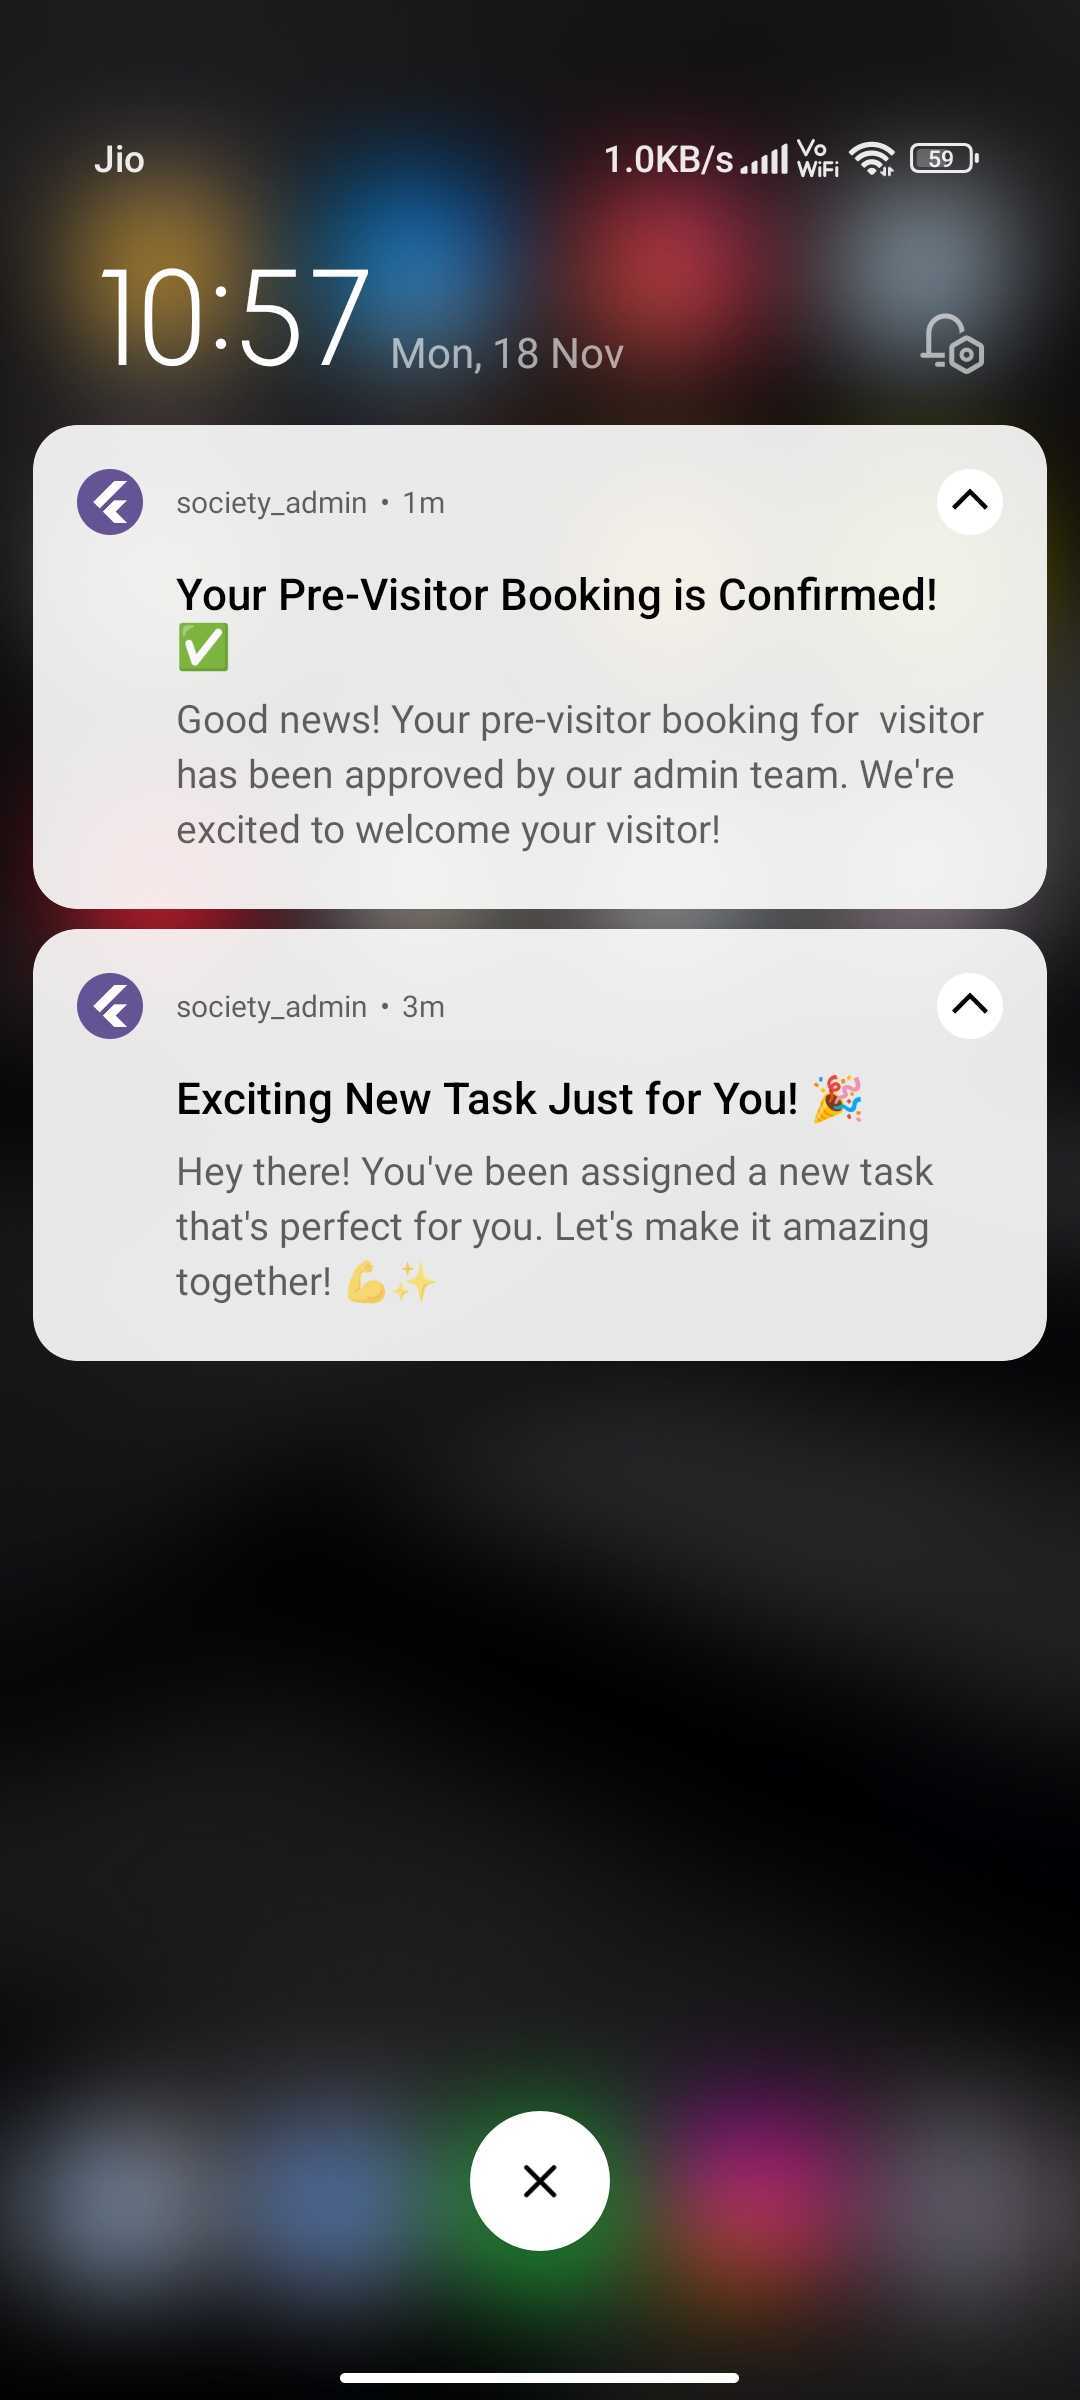 Jio 1.0KB/s Vo WiFi 59
10:57 Mon, 18 Nov
society_admin • 1m
Your Pre-Visitor Booking is Confirmed!
✅
Good news! Your pre-visitor booking for  visitor
has been approved by our admin team. We're
excited to welcome your visitor!
society_admin • 3m
Exciting New Task Just for You! 🎉
Hey there! You've been assigned a new task
that's perfect for you. Let's make it amazing
together! 💪✨